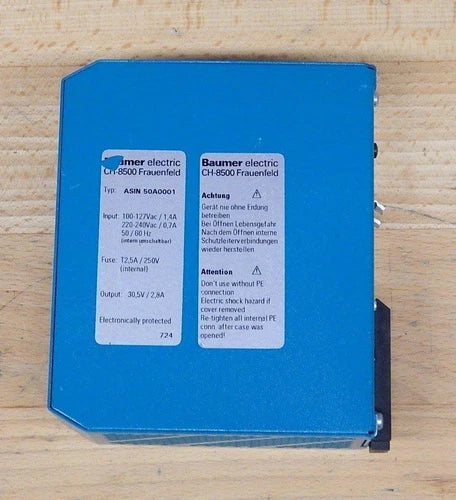 Baumer electric
CH-8500 Frauenfeld
Typ: ASIN 50A0001
Input: 100-127Vac / 1,4A
220-240Vac / 0,7A
50 / 60 Hz
(intern umschaltbar)
Fuse: T2,5A / 250V
(internal)
Output: 30,5V / 2,8A
Electronically protected
724
Baumer electric
CH-8500 Frauenfeld
Achtung
Gerät nie ohne Erdung
betreiben
Bei Öffnen Lebensgefahr
Nach dem Öffnen interne
Schutzleiterverbindungen
wieder herstellen
Attention
Don't use without PE
connection
Electric shock hazard if
cover removed
Re-tighten all internal PE
conn. after case was
opened!